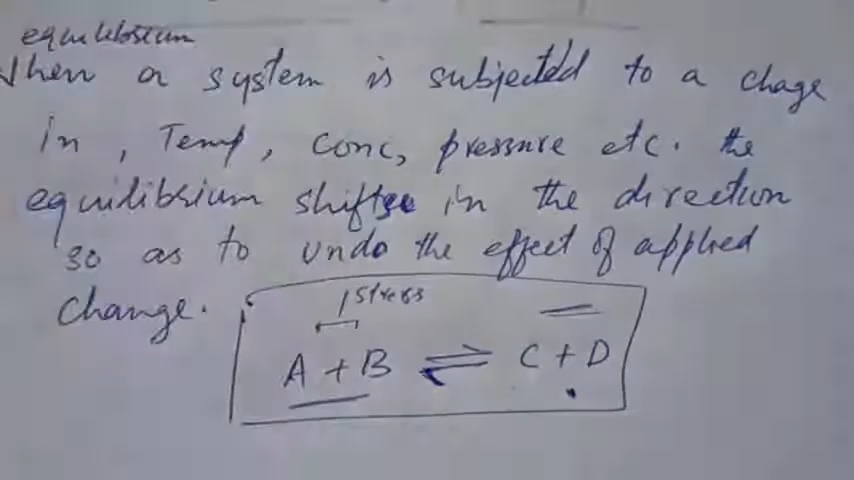 equilibrium
When a system is subjected to a chage
in, Temp, Conc, pressure etc. the
equilibrium shifts in the direction
so as to undo the effect of applied
change.
stress
A + B ⇌ C + D